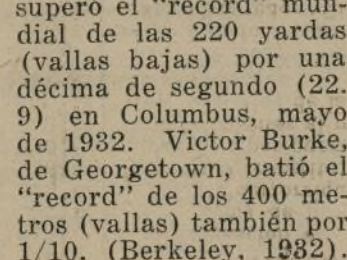 superó el "record" mun-
dial de las 220 yardas
(vallas bajas) por una
décima de segundo (22.
9) en Columbus, mayo
de 1932. Victor Burke,
de Georgetown, batió el
"record" de los 400 me-
tros (vallas) también por
1/10. (Berkeley, 1932).